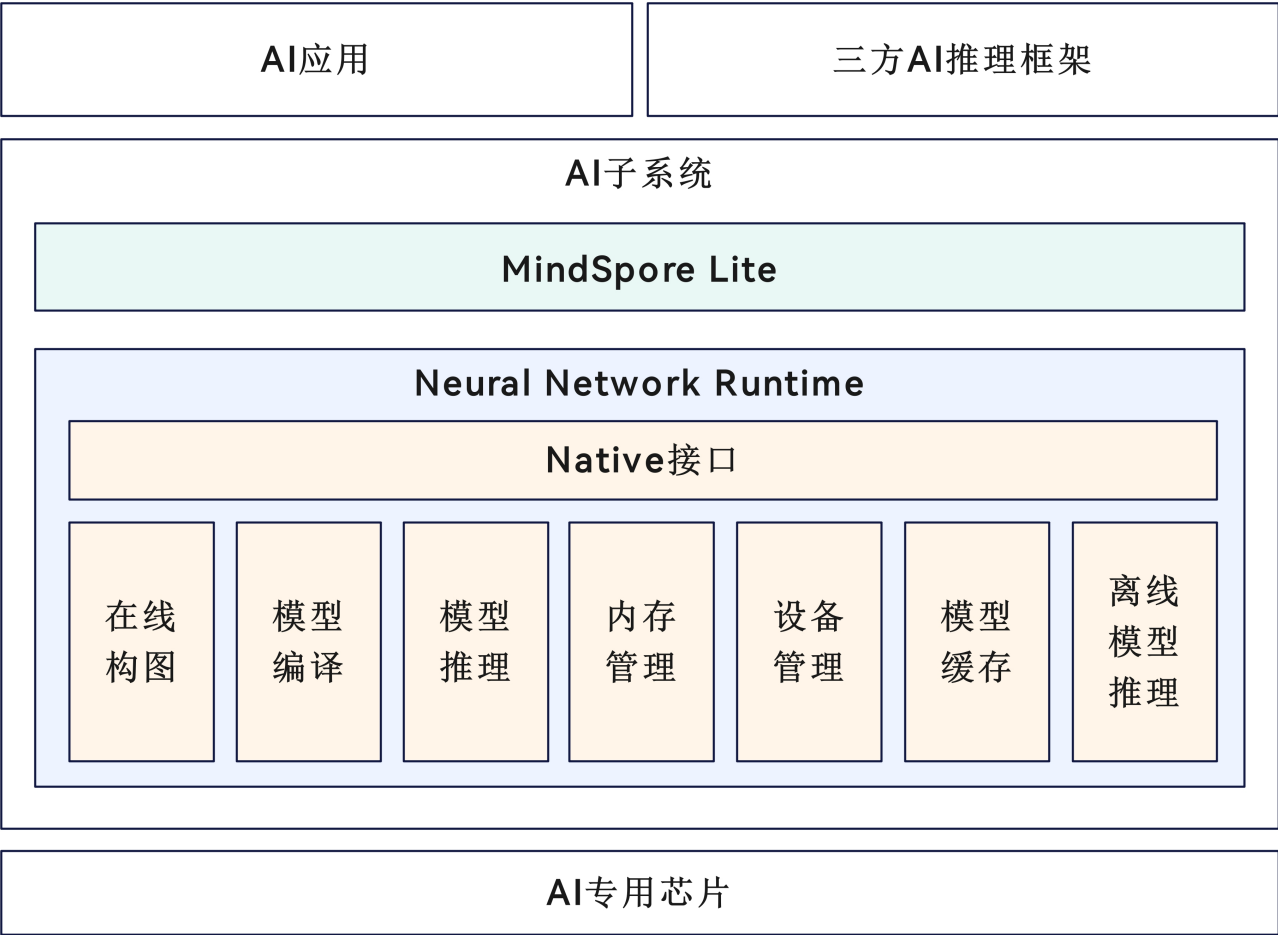 AI应用
三方AI推理框架
AI子系统
MindSpore Lite
Neural Network Runtime
Native接口
在线
构图
模型
编译
模型
推理
内存
管理
设备
管理
模型
缓存
离线
模型
推理
AI专用芯片